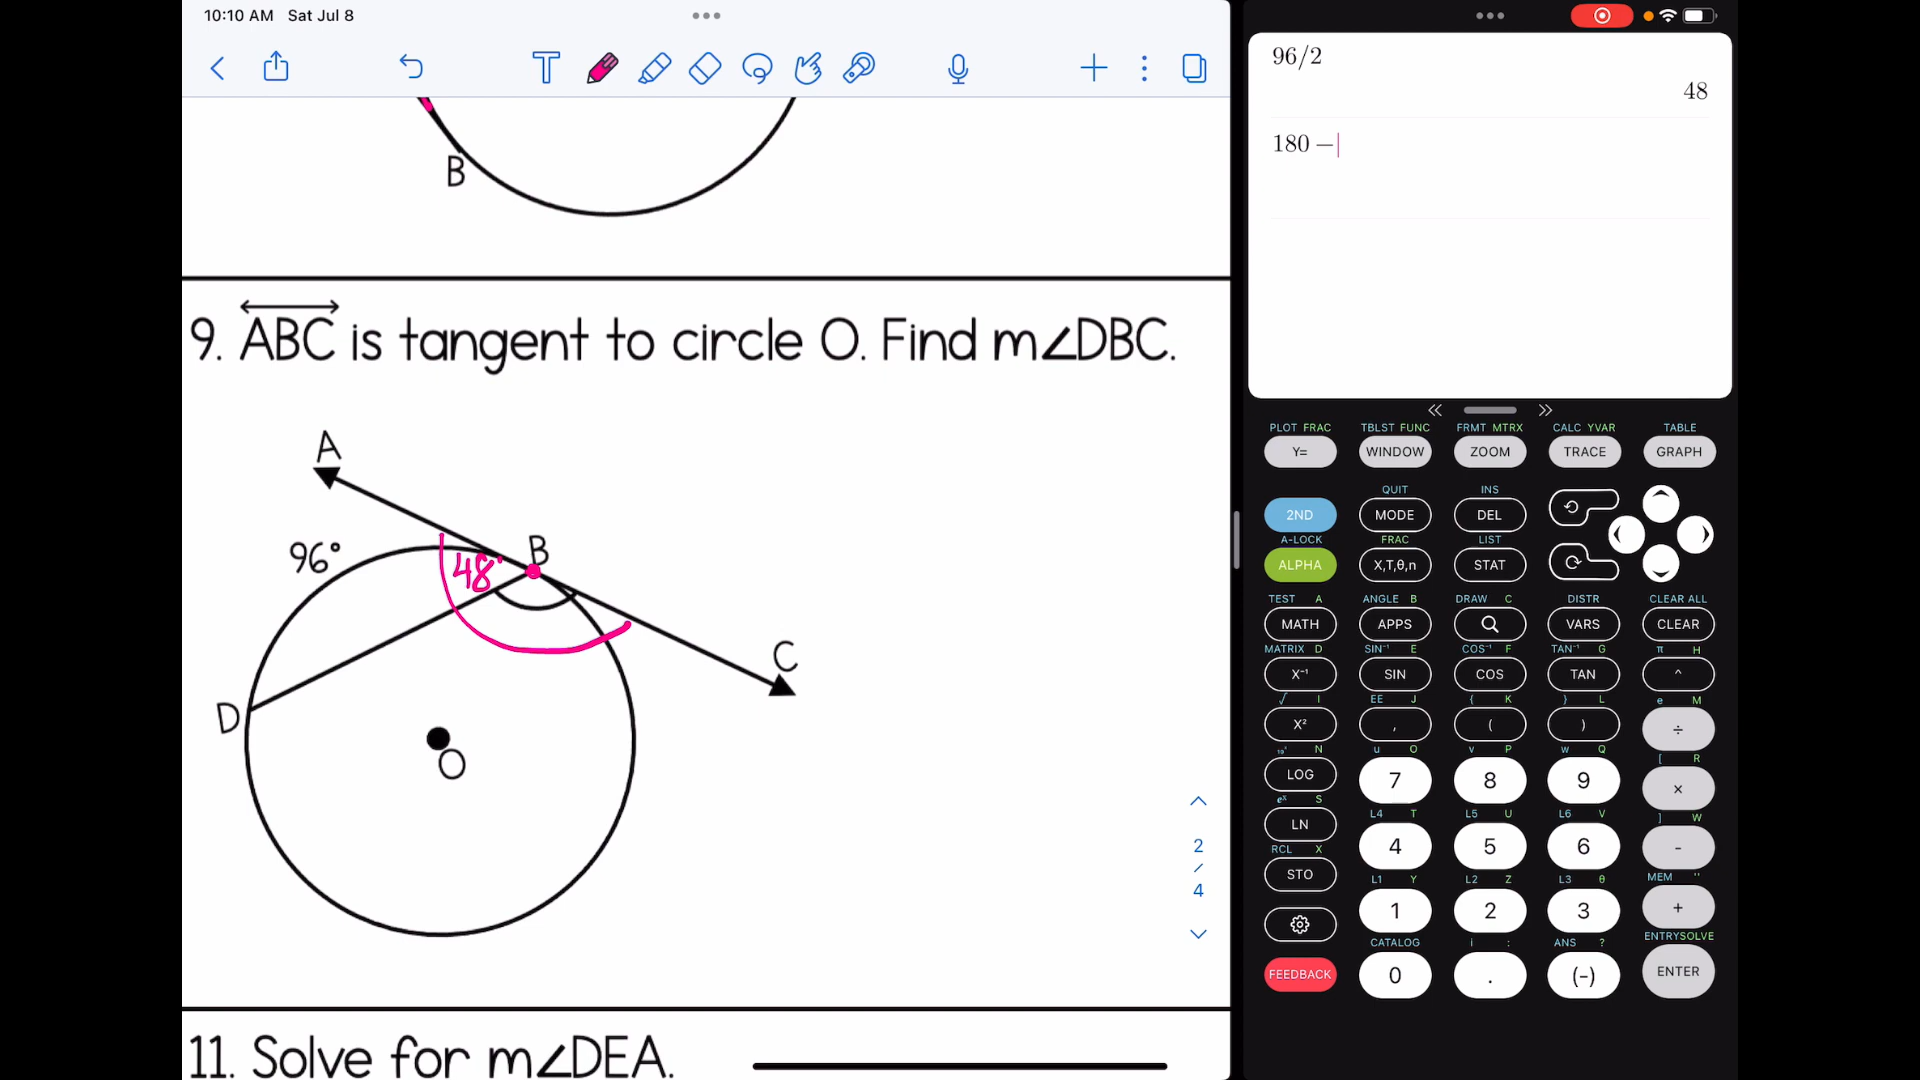 10:10 AM Sat Jul 8
B
9. ABC is tangent to circle O. Find m∠DBC.
A
96°
48°
B
C
D
O
2
/
4
11. Solve for m∠DEA.
96/2
48
180 −
PLOT FRAC TBLST FUNC FRMT MTRX CALC YVAR TABLE
Y= WINDOW ZOOM TRACE GRAPH
QUIT INS
2ND MODE DEL
A-LOCK FRAC LIST
ALPHA X,T,θ,n STAT
TEST A ANGLE B DRAW C DISTR CLEAR ALL
MATH APPS VARS CLEAR
MATRIX D SIN⁻¹ E COS⁻¹ F TAN⁻¹ G π H
X⁻¹ SIN COS TAN ^
√ I EE J { K } L e M
X² , ( ) ÷
N u O v P w Q [ R
LOG 7 8 9 ×
eˣ S L4 T L5 U L6 V ] W
LN 4 5 6 -
RCL X L1 Y L2 Z L3 θ MEM "
STO 1 2 3 +
CATALOG i : ANS ? ENTRY SOLVE
FEEDBACK 0 . (-) ENTER